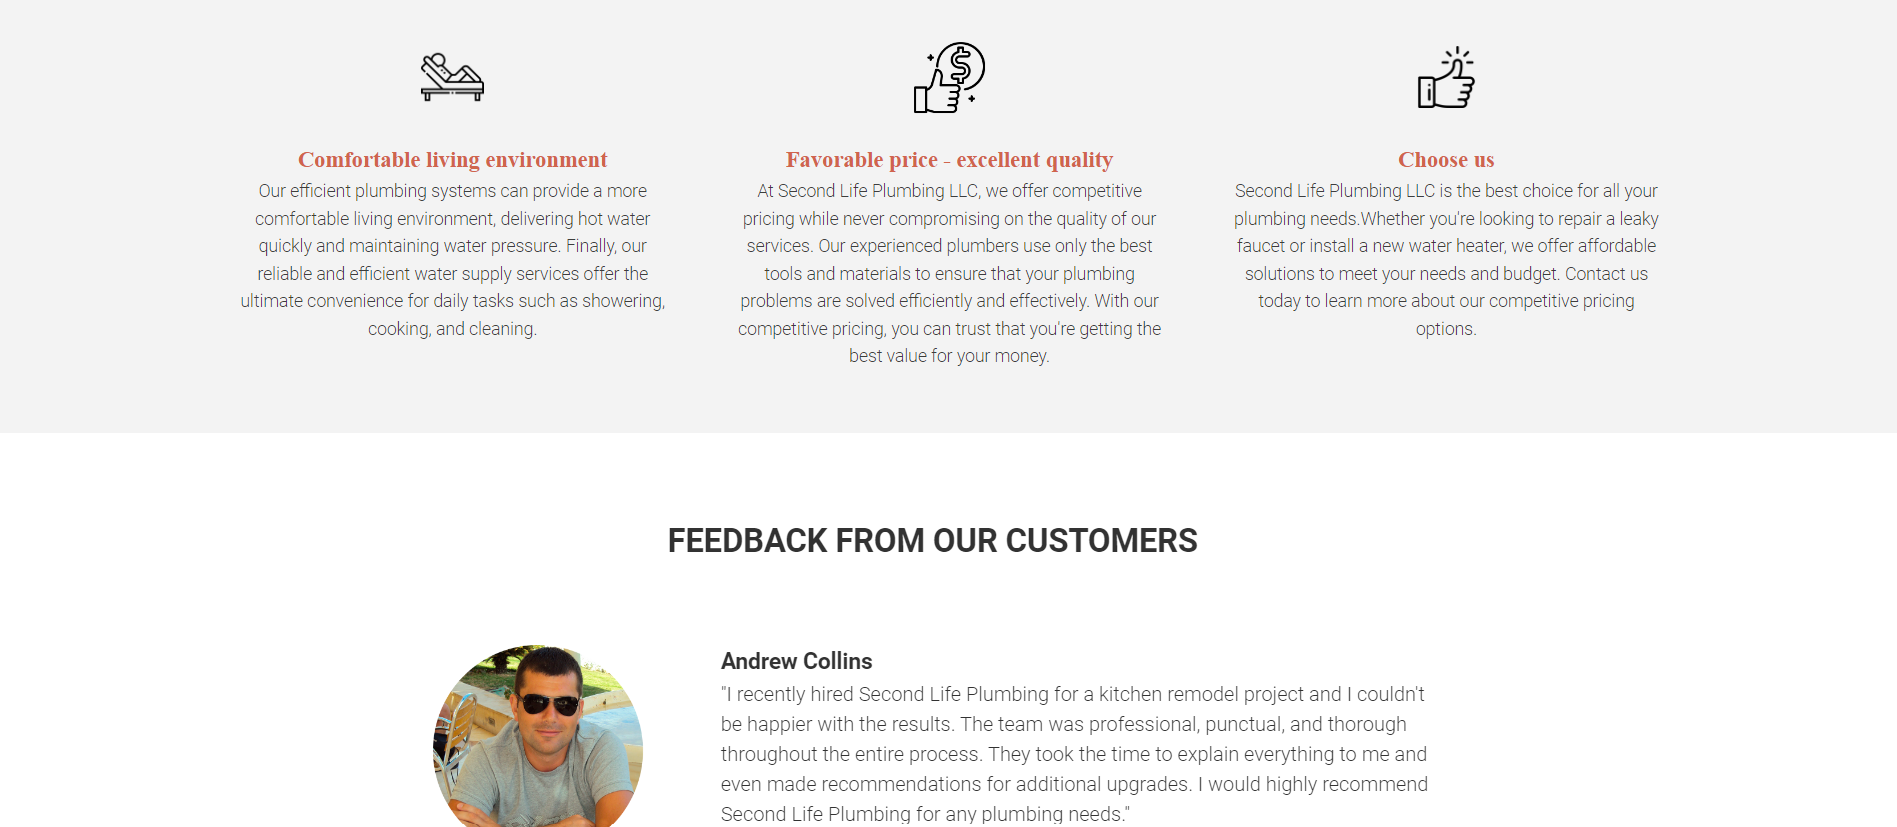 Comfortable living environment
Our efficient plumbing systems can provide a more
comfortable living environment, delivering hot water
quickly and maintaining water pressure. Finally, our
reliable and efficient water supply services offer the
ultimate convenience for daily tasks such as showering,
cooking, and cleaning.
Favorable price - excellent quality
At Second Life Plumbing LLC, we offer competitive
pricing while never compromising on the quality of our
services. Our experienced plumbers use only the best
tools and materials to ensure that your plumbing
problems are solved efficiently and effectively. With our
competitive pricing, you can trust that you're getting the
best value for your money.
Choose us
Second Life Plumbing LLC is the best choice for all your
plumbing needs.Whether you're looking to repair a leaky
faucet or install a new water heater, we offer affordable
solutions to meet your needs and budget. Contact us
today to learn more about our competitive pricing
options.
FEEDBACK FROM OUR CUSTOMERS
Andrew Collins
"I recently hired Second Life Plumbing for a kitchen remodel project and I couldn't
be happier with the results. The team was professional, punctual, and thorough
throughout the entire process. They took the time to explain everything to me and
even made recommendations for additional upgrades. I would highly recommend
Second Life Plumbing for any plumbing needs."